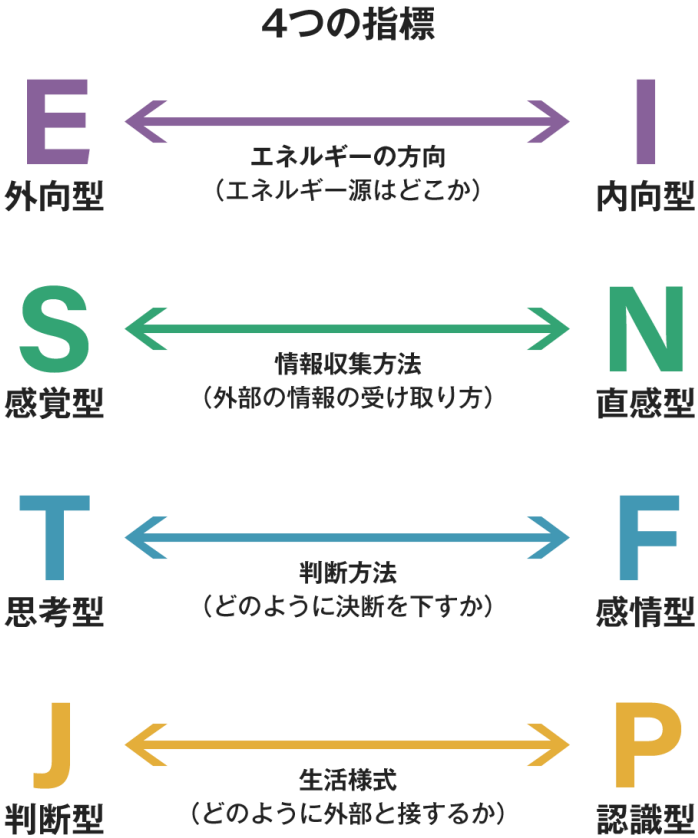 4つの指標
E
I
エネルギーの方向
（エネルギー源はどこか）
外向型
内向型
S
N
情報収集方法
（外部の情報の受け取り方）
感覚型
直感型
T
F
判断方法
（どのように決断を下すか）
思考型
感情型
J
P
生活様式
（どのように外部と接するか）
判断型
認識型